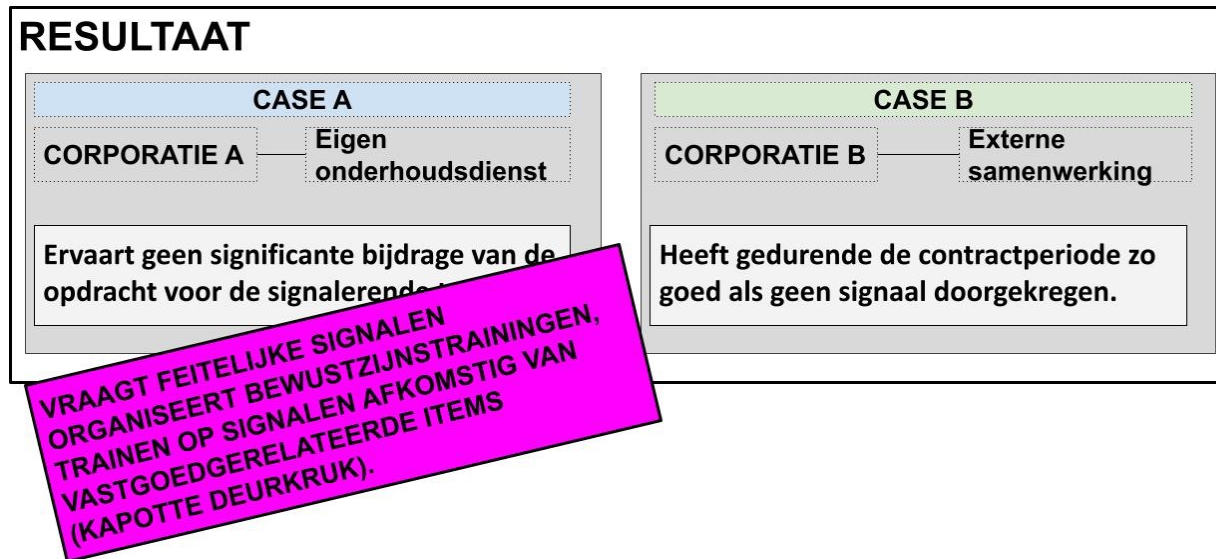 RESULTAAT
CASE A
CORPORATIE A
Eigen
onderhoudsdienst
Ervaart geen significante bijdrage van de
opdracht voor de signalerende
CASE B
CORPORATIE B
Externe
samenwerking
Heeft gedurende de contractperiode zo
goed als geen signaal doorgekregen.
VRAAGT FEITELIJKE SIGNALEN
ORGANISEERT BEWUSTZIJNSTRAININGEN,
TRAINEN OP SIGNALEN AFKOMSTIG VAN
VASTGOEDGERELATEERDE ITEMS
(KAPOTTE DEURKRUK).